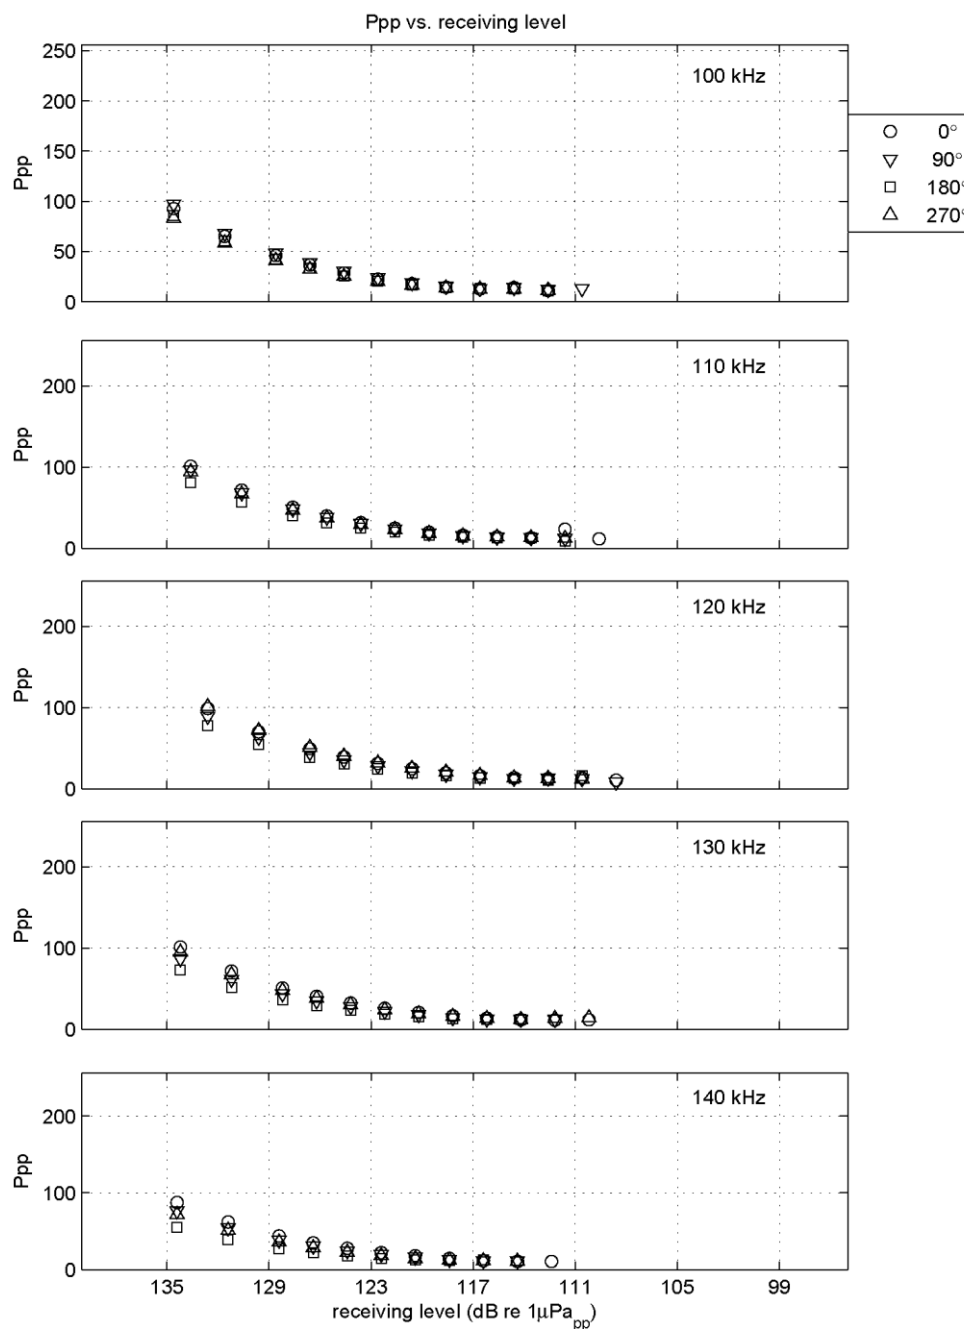 Ppp vs. receiving level
250
200
150
100
50
0
Ppp
100 kHz
0°
90°
180°
270°
200
100
0
Ppp
110 kHz
200
100
0
Ppp
120 kHz
200
100
0
Ppp
130 kHz
200
100
0
Ppp
140 kHz
135 129 123 117 111 105 99
receiving level (dB re 1μPa_pp)